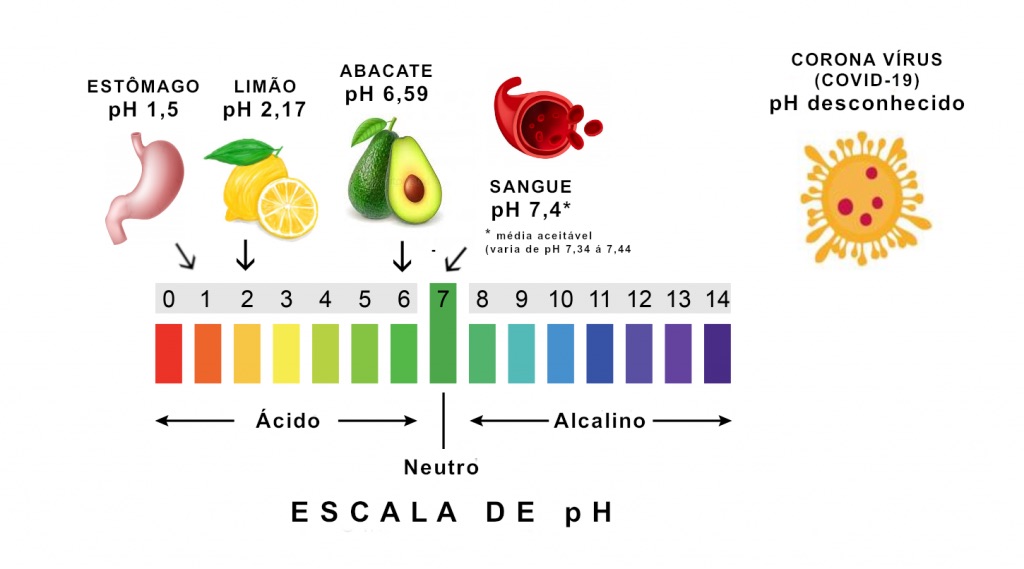 ESTÔMAGO
pH 1,5
LIMÃO
pH 2,17
ABACATE
pH 6,59
SANGUE
pH 7,4*
* média aceitável
(varia de pH 7,34 á 7,44
CORONA VÍRUS
(COVID-19)
pH desconhecido
0 1 2 3 4 5 6 7 8 9 10 11 12 13 14
Ácido
Alcalino
Neutro
ESCALA DE pH